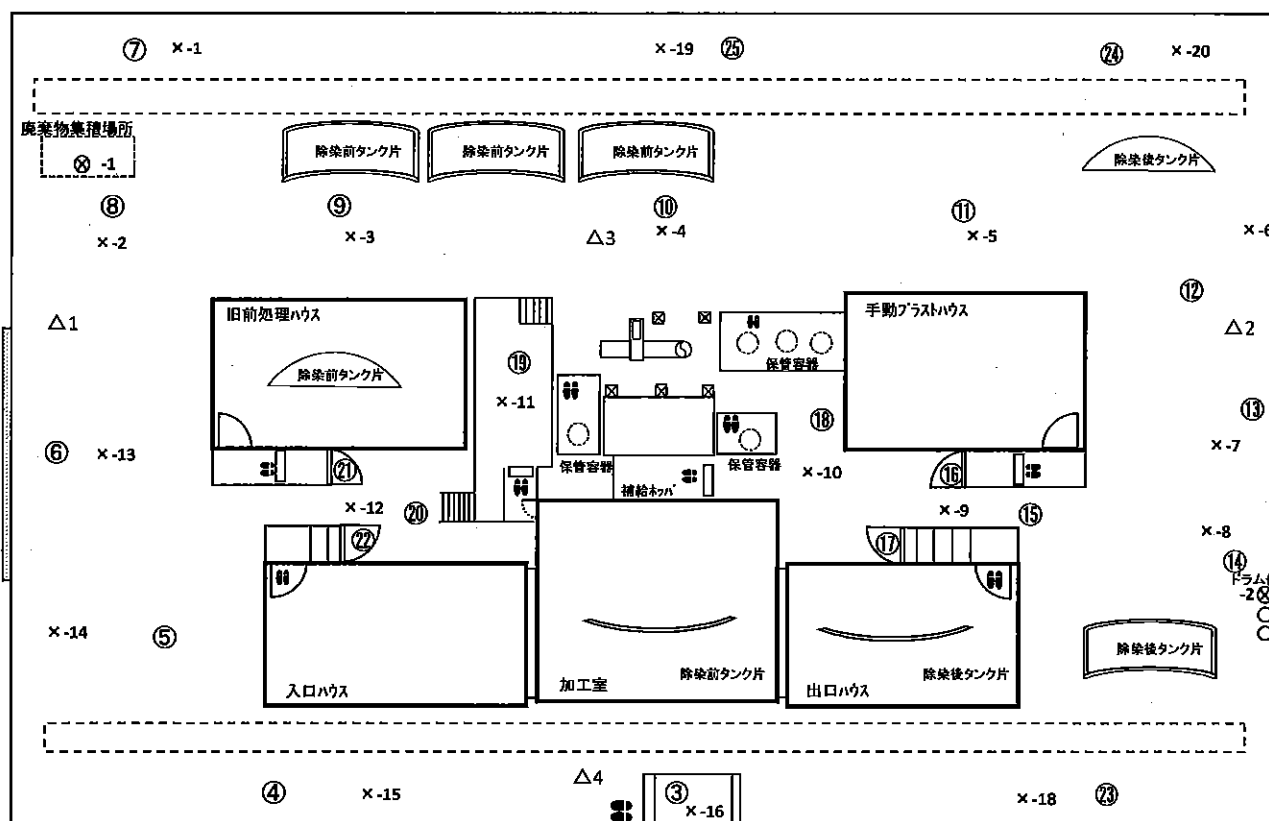 ⑦ ×-1 ×-19 ㉕ ㉔ ×-20
廃棄物集積場所
⊗ -1
除染前タンク片 除染前タンク片 除染前タンク片 除染後タンク片
⑧ ⑨ ⑩ ⑪
×-2 ×-3 △3 ×-4 ×-5 ×-6
⑫
旧前処理ハウス 手動ブラストハウス
△1 △2
保管容器
⑲
除染前タンク片
×-11 ⑱ ⑬
⑥ ×-13 ×-7
㉑ 保管容器 保管容器 ×-10 ⑯
補給ホッパ
×-12 ⑳ ×-9 ⑮
㉒ ⑰ ×-8
⑭
ドラム
-2⊗
×-14 ⑤
除染後タンク片
入口ハウス 加工室 除染前タンク片 出口ハウス 除染後タンク片
△4
④ ×-15 ③ ×-16 ×-18 ㉓